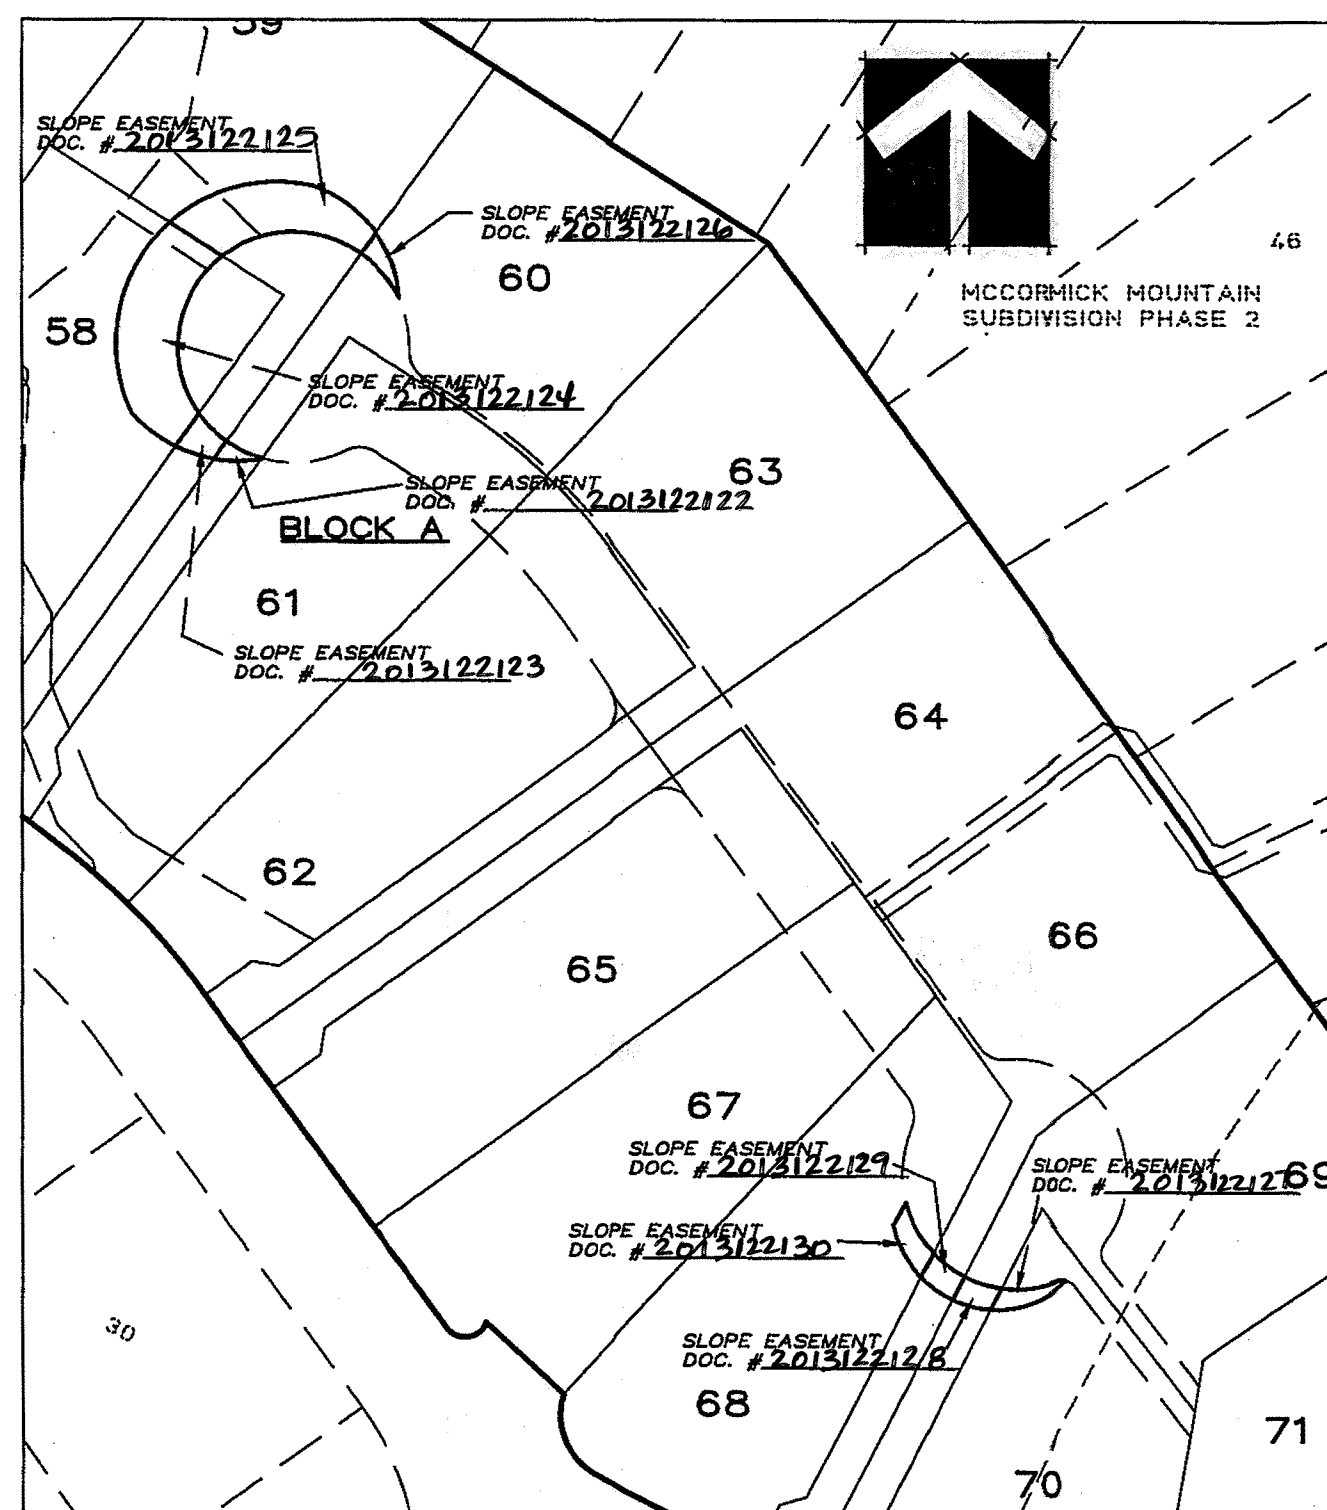 59
SLOPE EASEMENT
DOC. # 2013122125
SLOPE EASEMENT
DOC. # 2013122126
46
60
MCCORMICK MOUNTAIN
SUBDIVISION PHASE 2
58
SLOPE EASEMENT
DOC. # 2013122124
63
SLOPE EASEMENT
DOC. # 2013122122
BLOCK A
61
SLOPE EASEMENT
DOC. # 2013122123
64
62
66
65
67
SLOPE EASEMENT
DOC. # 2013122129
SLOPE EASEMENT
DOC. # 2013122127
69
SLOPE EASEMENT
DOC. # 2013122130
30
SLOPE EASEMENT
DOC. # 2013122128
68
71
70